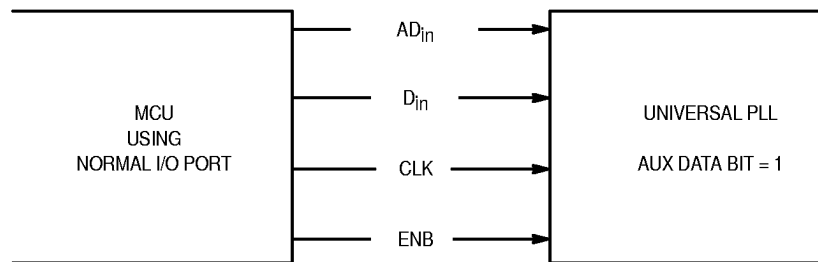 MCU
USING
NORMAL I/O PORT
ADin
Din
CLK
ENB
UNIVERSAL PLL
AUX DATA BIT = 1